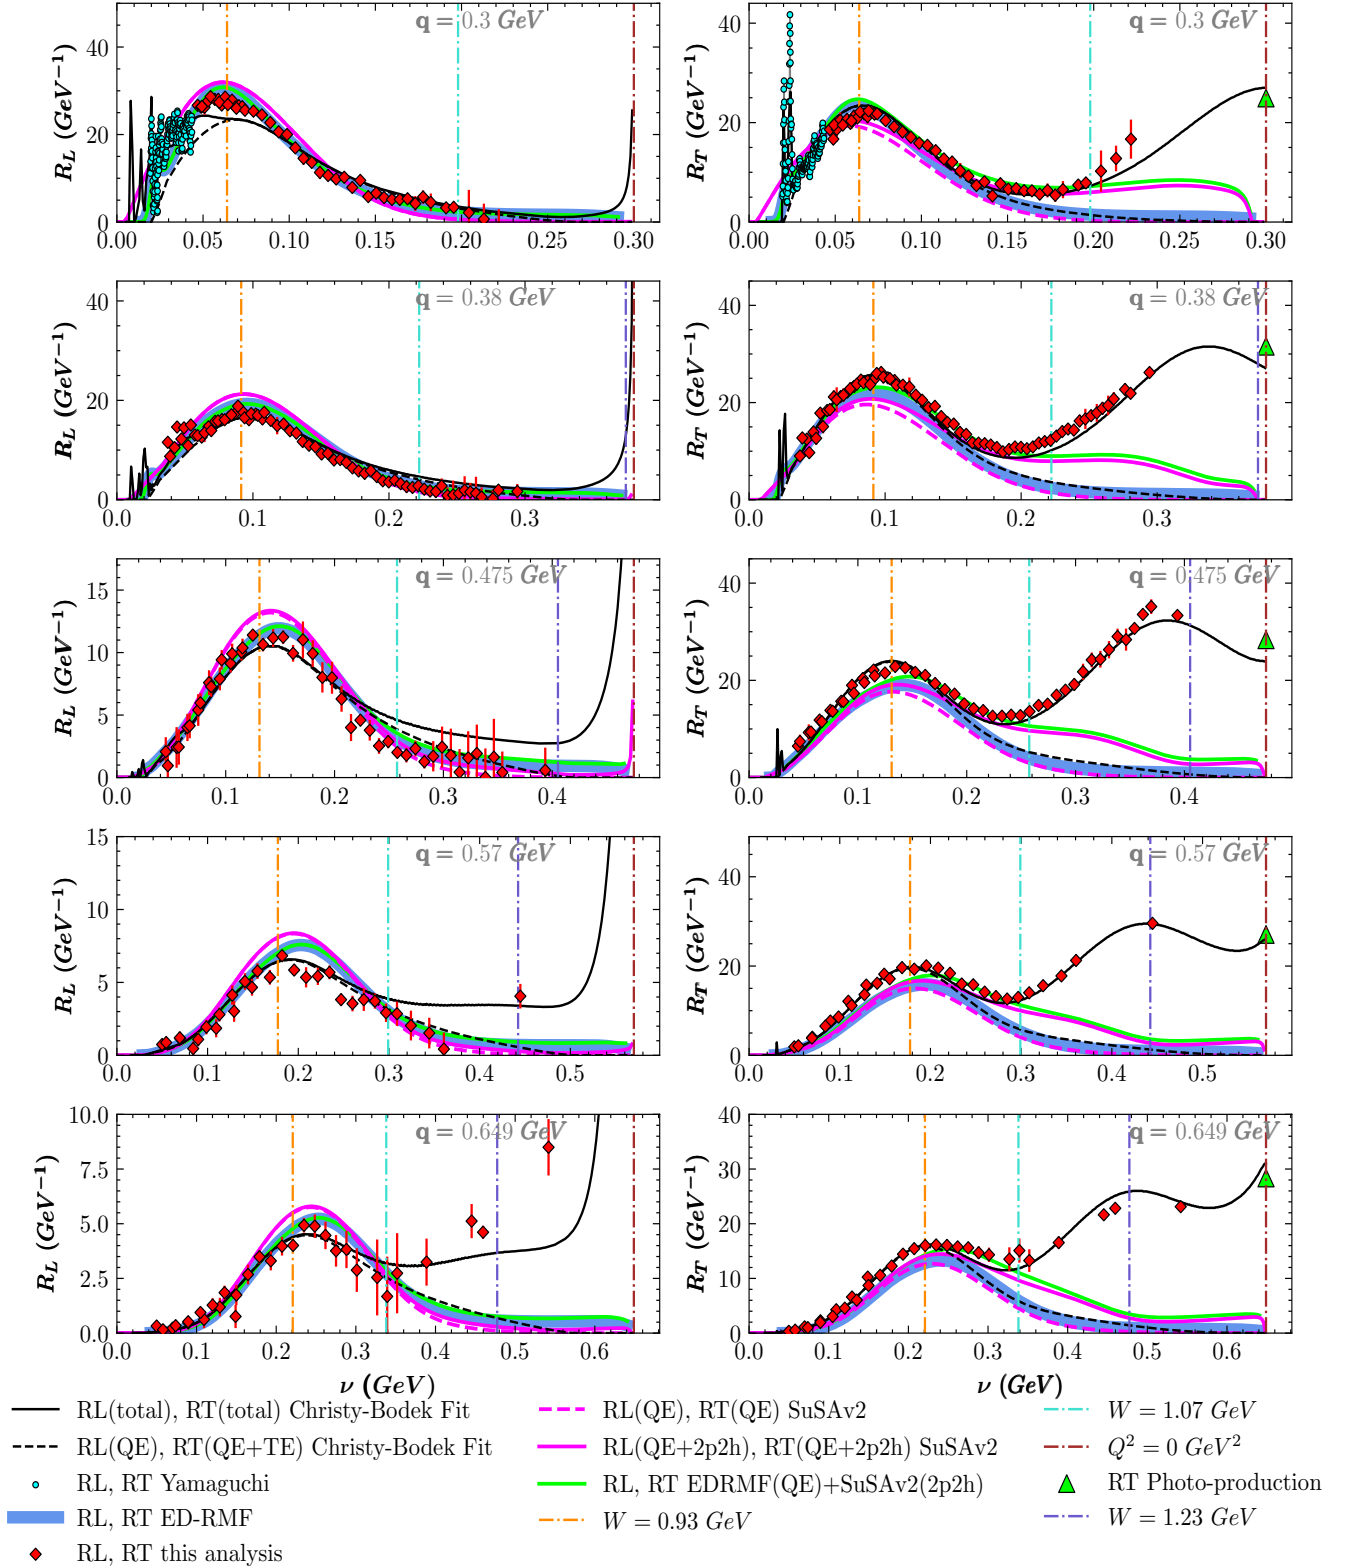 q = 0.3 GeV
R_L (GeV⁻¹)
40
20
0
0.00 0.05 0.10 0.15 0.20 0.25 0.30
q = 0.3 GeV
R_T (GeV⁻¹)
40
20
0
0.00 0.05 0.10 0.15 0.20 0.25 0.30
q = 0.38 GeV
R_L (GeV⁻¹)
40
20
0
0.0 0.1 0.2 0.3
q = 0.38 GeV
R_T (GeV⁻¹)
40
20
0
0.0 0.1 0.2 0.3
q = 0.475 GeV
R_L (GeV⁻¹)
15
10
5
0
0.0 0.1 0.2 0.3 0.4
q = 0.475 GeV
R_T (GeV⁻¹)
40
20
0
0.0 0.1 0.2 0.3 0.4
q = 0.57 GeV
R_L (GeV⁻¹)
15
10
5
0
0.0 0.1 0.2 0.3 0.4 0.5
q = 0.57 GeV
R_T (GeV⁻¹)
40
20
0
0.0 0.1 0.2 0.3 0.4 0.5
q = 0.649 GeV
R_L (GeV⁻¹)
10.0
7.5
5.0
2.5
0.0
0.0 0.1 0.2 0.3 0.4 0.5 0.6
ν (GeV)
q = 0.649 GeV
R_T (GeV⁻¹)
40
30
20
10
0
0.0 0.1 0.2 0.3 0.4 0.5 0.6
ν (GeV)
RL(total), RT(total) Christy-Bodek Fit
RL(QE), RT(QE+TE) Christy-Bodek Fit
RL, RT Yamaguchi
RL, RT ED-RMF
RL, RT this analysis
RL(QE), RT(QE) SuSAv2
RL(QE+2p2h), RT(QE+2p2h) SuSAv2
RL, RT EDRMF(QE)+SuSAv2(2p2h)
W = 0.93 GeV
W = 1.07 GeV
Q² = 0 GeV²
RT Photo-production
W = 1.23 GeV